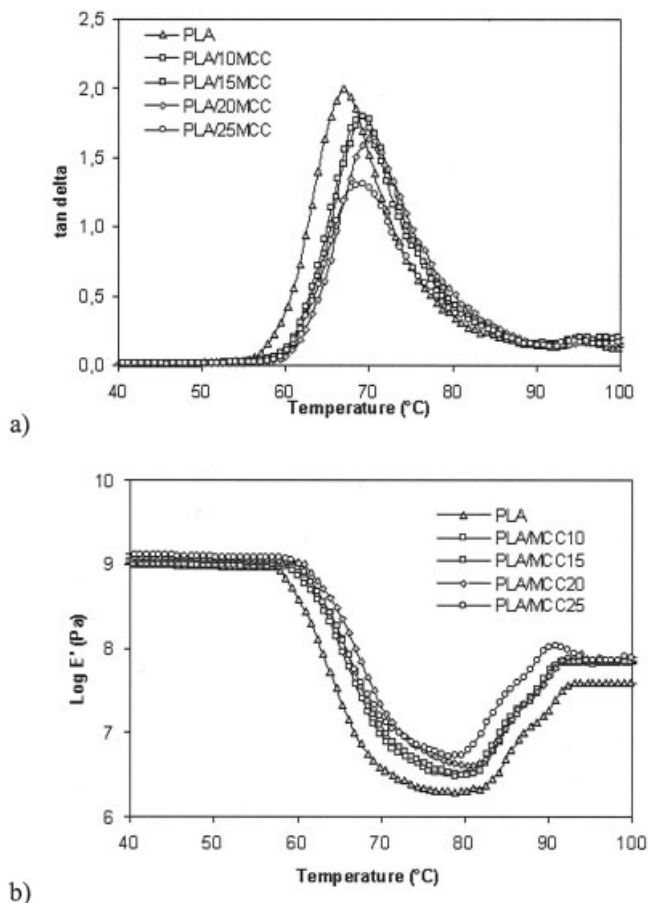 2,5
2,0
1,5
1,0
0,5
0,0
tan delta
PLA
PLA/10MCC
PLA/15MCC
PLA/20MCC
PLA/25MCC
40 50 60 70 80 90 100
Temperature (°C)
a)
10
9
8
7
6
Log E' (Pa)
PLA
PLA/MCC10
PLA/MCC15
PLA/MCC20
PLA/MCC25
40 50 60 70 80 90 100
Temperature (°C)
b)